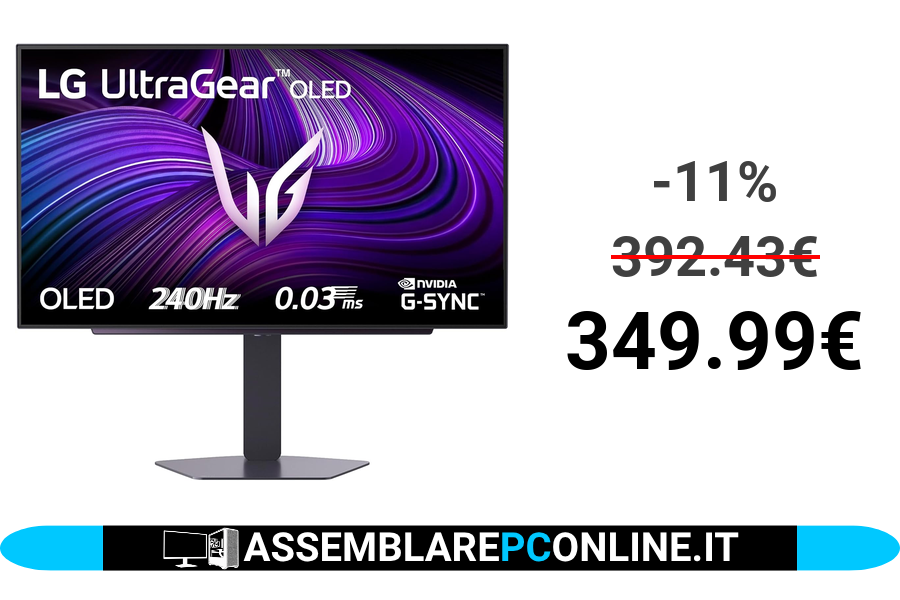 LG UltraGear™ OLED
OLED 240Hz 0.03ms NVIDIA G-SYNC™
-11%
392.43€
349.99€
ASSEMBLAREPCONLINE.IT